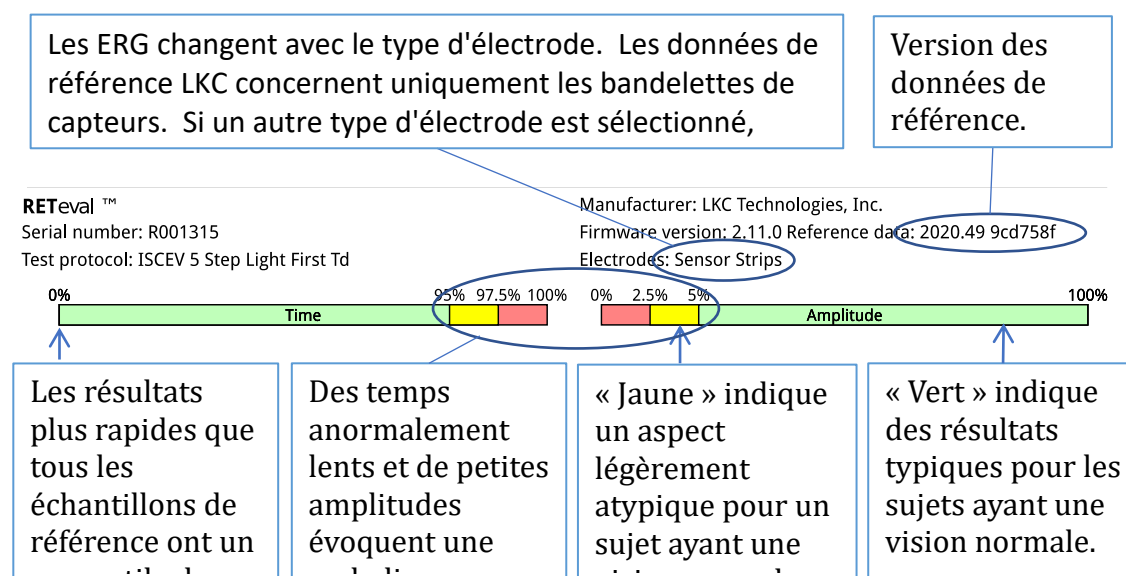 Les ERG changent avec le type d'électrode. Les données de
référence LKC concernent uniquement les bandelettes de
capteurs. Si un autre type d'électrode est sélectionné,
Version des
données de
référence.
RETeval ™
Serial number: R001315
Test protocol: ISCEV 5 Step Light First Td
Manufacturer: LKC Technologies, Inc.
Firmware version: 2.11.0 Reference data: 2020.49 9cd758f
Electrodes: Sensor Strips
0% 95% 97.5% 100%
Time
0% 2.5% 5% 100%
Amplitude
Les résultats
plus rapides que
tous les
échantillons de
référence ont un
Des temps
anormalement
lents et de petites
amplitudes
évoquent une
« Jaune » indique
un aspect
légèrement
atypique pour un
sujet ayant une
« Vert » indique
des résultats
typiques pour les
sujets ayant une
vision normale.